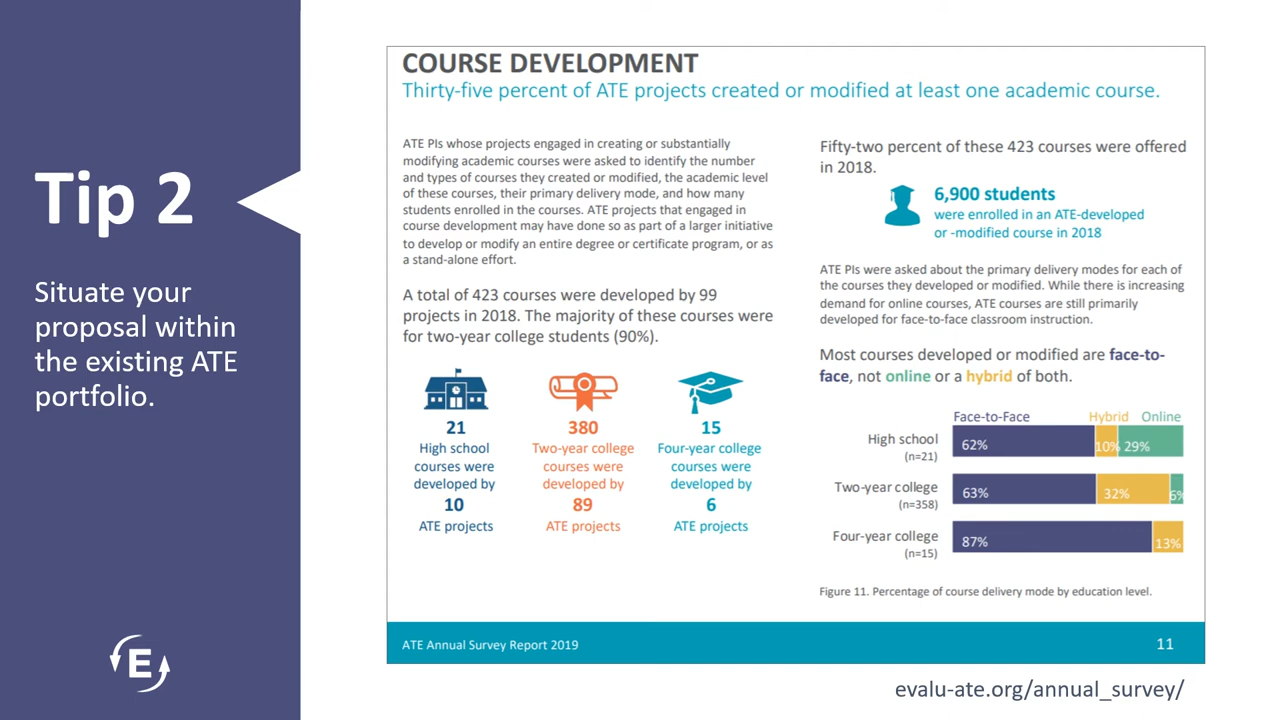 Tip 2
Situate your
proposal within
the existing ATE
portfolio.
E
COURSE DEVELOPMENT
Thirty-five percent of ATE projects created or modified at least one academic course.
ATE PIs whose projects engaged in creating or substantially
modifying academic courses were asked to identify the number
and types of courses they created or modified, the academic level
of these courses, their primary delivery mode, and how many
students enrolled in the courses. ATE projects that engaged in
course development may have done so as part of a larger initiative
to develop or modify an entire degree or certificate program, or as
a stand-alone effort.
A total of 423 courses were developed by 99
projects in 2018. The majority of these courses were
for two-year college students (90%).
21
High school
courses were
developed by
10
ATE projects
380
Two-year college
courses were
developed by
89
ATE projects
15
Four-year college
courses were
developed by
6
ATE projects
Fifty-two percent of these 423 courses were offered
in 2018.
6,900 students
were enrolled in an ATE-developed
or -modified course in 2018
ATE PIs were asked about the primary delivery modes for each of
the courses they developed or modified. While there is increasing
demand for online courses, ATE courses are still primarily
developed for face-to-face classroom instruction.
Most courses developed or modified are face-to-
face, not online or a hybrid of both.
Face-to-Face Hybrid Online
High school 62% 10% 29%
(n=21)
Two-year college 63% 32% 6%
(n=358)
Four-year college 87% 13%
(n=15)
Figure 11. Percentage of course delivery mode by education level.
ATE Annual Survey Report 2019 11
evalu-ate.org/annual_survey/